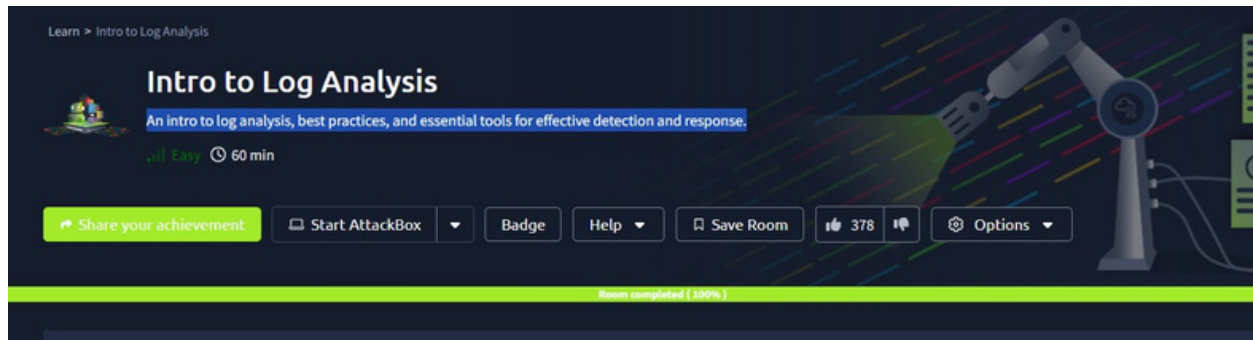 Learn > Intro to Log Analysis
Intro to Log Analysis
An intro to log analysis, best practices, and essential tools for effective detection and response.
Easy 60 min
Share your achievement Start AttackBox Badge Help Save Room 378 Options
Room completed ( 100% )